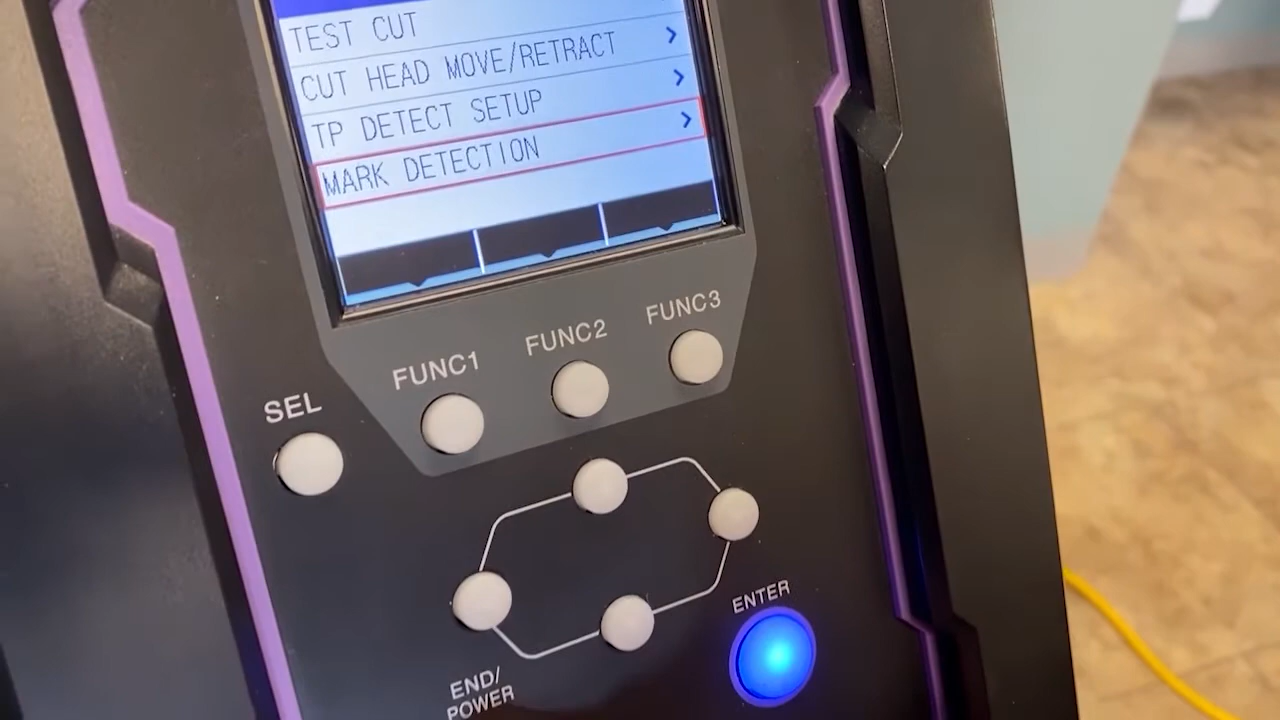 TEST CUT
CUT HEAD MOVE/RETRACT >
TP DETECT SETUP >
MARK DETECTION >
FUNC1 FUNC2 FUNC3
SEL
ENTER
END/
POWER